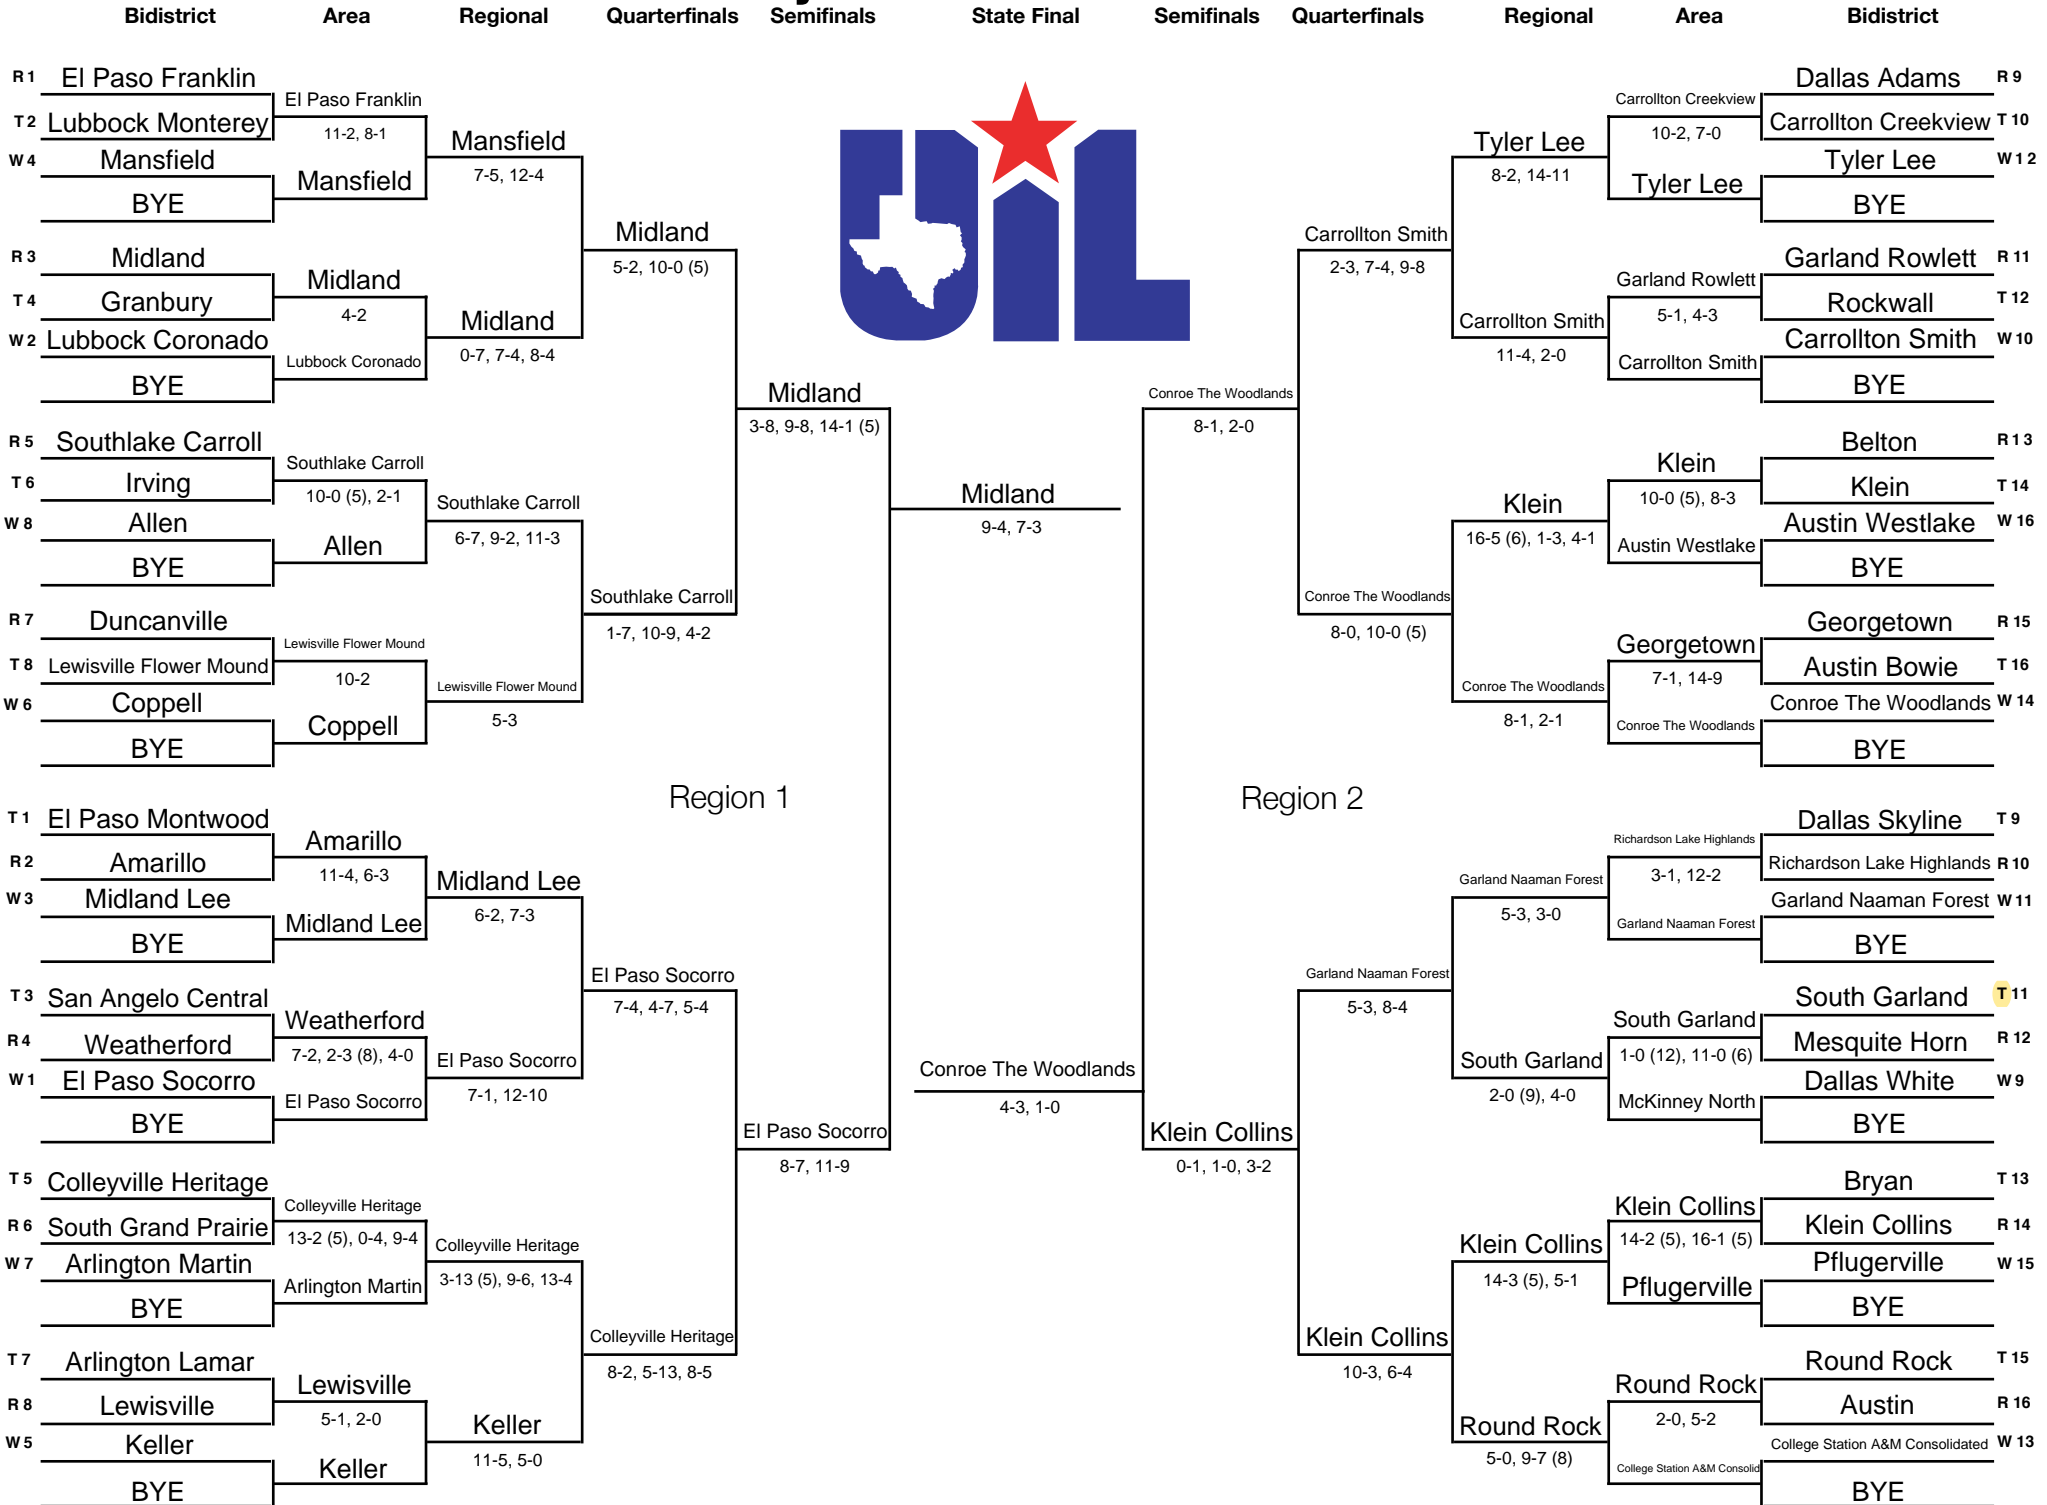 Bidistrict Area Regional Quarterfinals Semifinals State Final Semifinals Quarterfinals Regional Area Bidistrict
R 1 El Paso Franklin
El Paso Franklin
T 2 Lubbock Monterey
11-2, 8-1
Mansfield
W 4 Mansfield
7-5, 12-4
Mansfield
BYE
Midland
5-2, 10-0 (5)
R 3 Midland
Midland
T 4 Granbury
4-2
Midland
W 2 Lubbock Coronado
0-7, 7-4, 8-4
Lubbock Coronado
BYE
Midland
3-8, 9-8, 14-1 (5)
R 5 Southlake Carroll
Southlake Carroll
T 6 Irving
10-0 (5), 2-1
Southlake Carroll
W 8 Allen
6-7, 9-2, 11-3
Allen
BYE
Southlake Carroll
1-7, 10-9, 4-2
R 7 Duncanville
Lewisville Flower Mound
T 8 Lewisville Flower Mound
10-2
Lewisville Flower Mound
W 6 Coppell
5-3
Coppell
BYE
Midland
9-4, 7-3
Region 1
T 1 El Paso Montwood
Amarillo
R 2 Amarillo
11-4, 6-3
Midland Lee
W 3 Midland Lee
6-2, 7-3
Midland Lee
BYE
El Paso Socorro
7-4, 4-7, 5-4
T 3 San Angelo Central
Weatherford
R 4 Weatherford
7-2, 2-3 (8), 4-0
El Paso Socorro
W 1 El Paso Socorro
7-1, 12-10
El Paso Socorro
BYE
El Paso Socorro
8-7, 11-9
T 5 Colleyville Heritage
Colleyville Heritage
R 6 South Grand Prairie
13-2 (5), 0-4, 9-4
Colleyville Heritage
W 7 Arlington Martin
3-13 (5), 9-6, 13-4
Arlington Martin
BYE
Colleyville Heritage
8-2, 5-13, 8-5
T 7 Arlington Lamar
Lewisville
R 8 Lewisville
5-1, 2-0
Keller
W 5 Keller
11-5, 5-0
Keller
BYE
UIL
Dallas Adams R 9
Carrollton Creekview
Carrollton Creekview T 10
10-2, 7-0
Tyler Lee
Tyler Lee W 1 2
8-2, 14-11
Tyler Lee
BYE
Carrollton Smith
2-3, 7-4, 9-8
Garland Rowlett R 11
Garland Rowlett
Rockwall T 12
5-1, 4-3
Carrollton Smith
Carrollton Smith W 10
11-4, 2-0
Carrollton Smith
BYE
Conroe The Woodlands
8-1, 2-0
Belton R 1 3
Klein
Klein T 14
10-0 (5), 8-3
Klein
Austin Westlake W 16
16-5 (6), 1-3, 4-1
Austin Westlake
BYE
Conroe The Woodlands
8-0, 10-0 (5)
Georgetown R 15
Georgetown
Austin Bowie T 16
7-1, 14-9
Conroe The Woodlands
Conroe The Woodlands W 14
8-1, 2-1
Conroe The Woodlands
BYE
Region 2
Dallas Skyline T 9
Richardson Lake Highlands
Richardson Lake Highlands R 10
3-1, 12-2
Garland Naaman Forest
Garland Naaman Forest W 11
5-3, 3-0
Garland Naaman Forest
BYE
Garland Naaman Forest
5-3, 8-4
South Garland T 11
South Garland
Mesquite Horn R 12
1-0 (12), 11-0 (6)
South Garland
Dallas White W 9
2-0 (9), 4-0
McKinney North
BYE
Conroe The Woodlands
4-3, 1-0
Klein Collins
0-1, 1-0, 3-2
Bryan T 13
Klein Collins
Klein Collins R 14
14-2 (5), 16-1 (5)
Klein Collins
Pflugerville W 15
14-3 (5), 5-1
Pflugerville
BYE
Klein Collins
10-3, 6-4
Round Rock T 15
Round Rock
Austin R 16
2-0, 5-2
Round Rock
College Station A&M Consolidated W 13
5-0, 9-7 (8)
College Station A&M Consolid
BYE